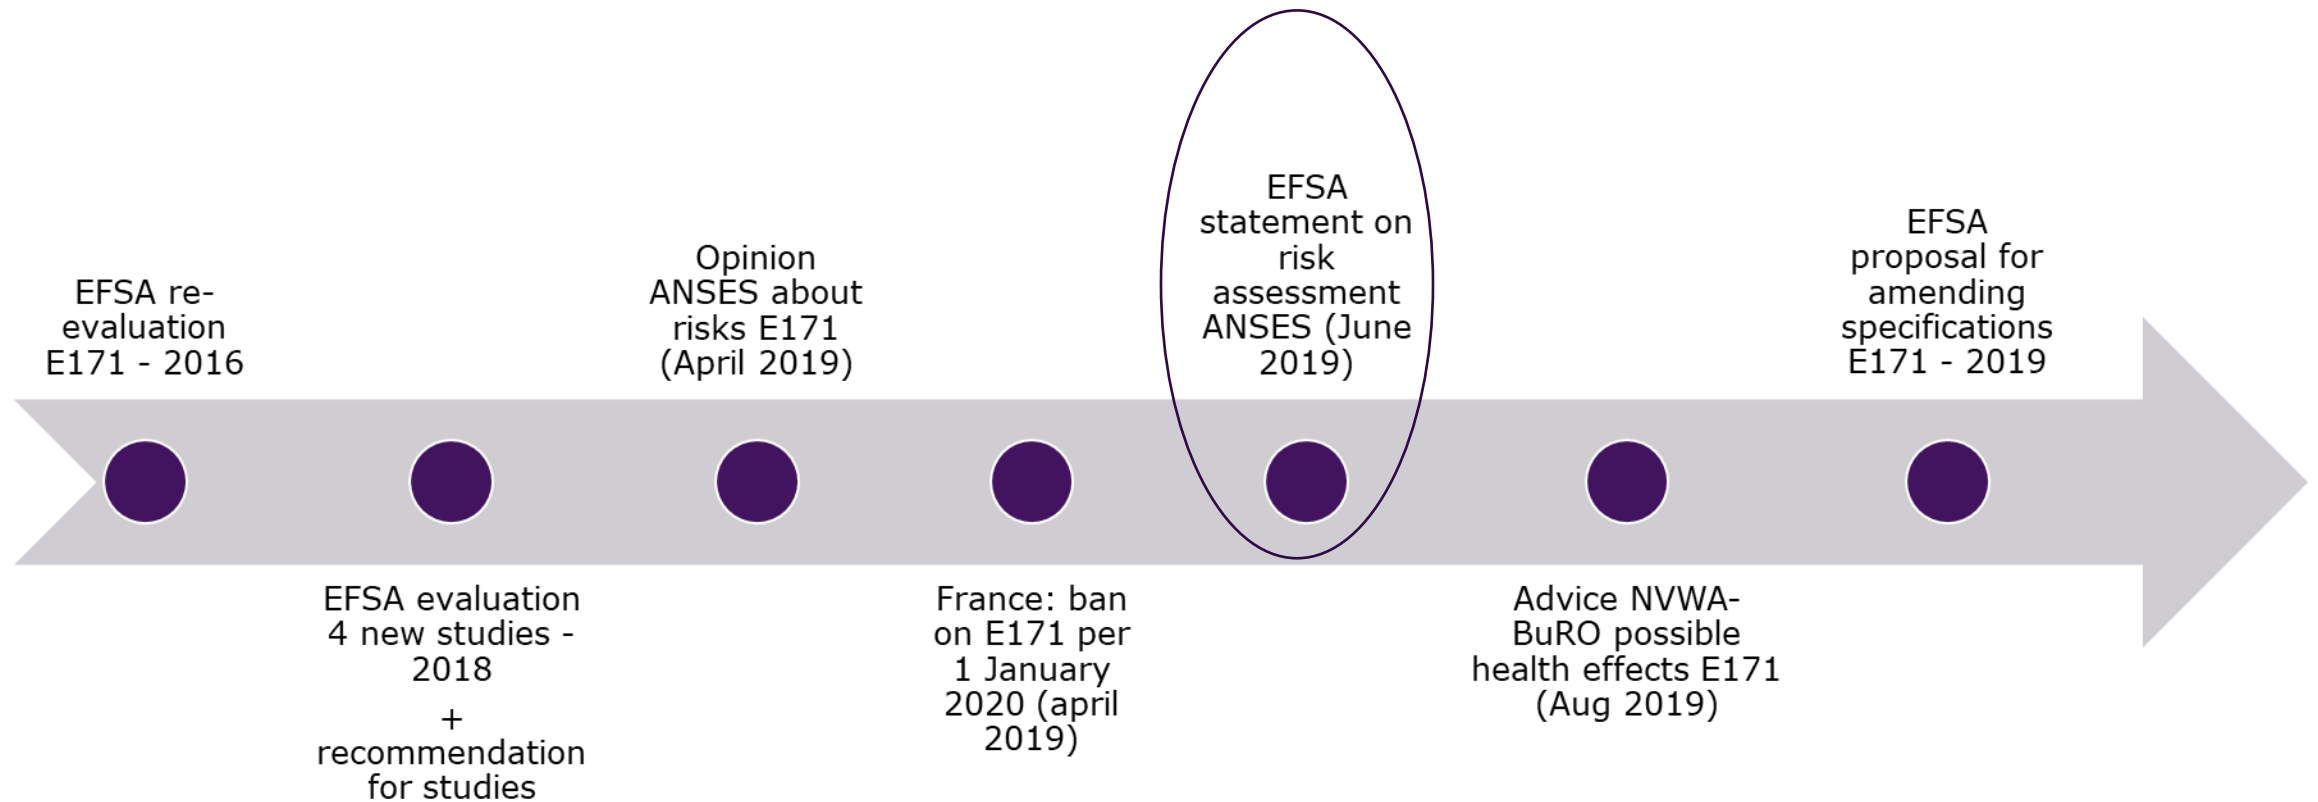 EFSA re-
evaluation
E171 - 2016
EFSA evaluation
4 new studies -
2018
+
recommendation
for studies
Opinion
ANSES about
risks E171
(April 2019)
France: ban
on E171 per
1 January
2020 (april
2019)
EFSA
statement on
risk
assessment
ANSES (June
2019)
Advice NVWA-
BuRO possible
health effects E171
(Aug 2019)
EFSA
proposal for
amending
specifications
E171 - 2019